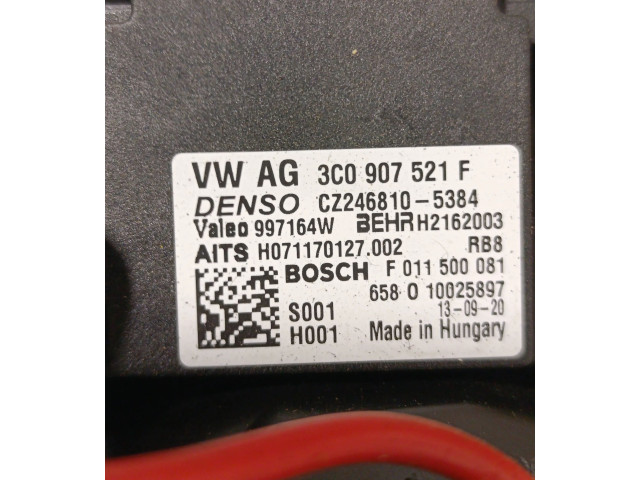 VW AG 3C0 907 521 F
DENSO CZ246810-5384
Valeo 997164W BEHR H2162003
AITS H071170127.002 RB8
BOSCH F 011 500 081
658 0 10025897
S001 13-09-20
H001 Made in Hungary